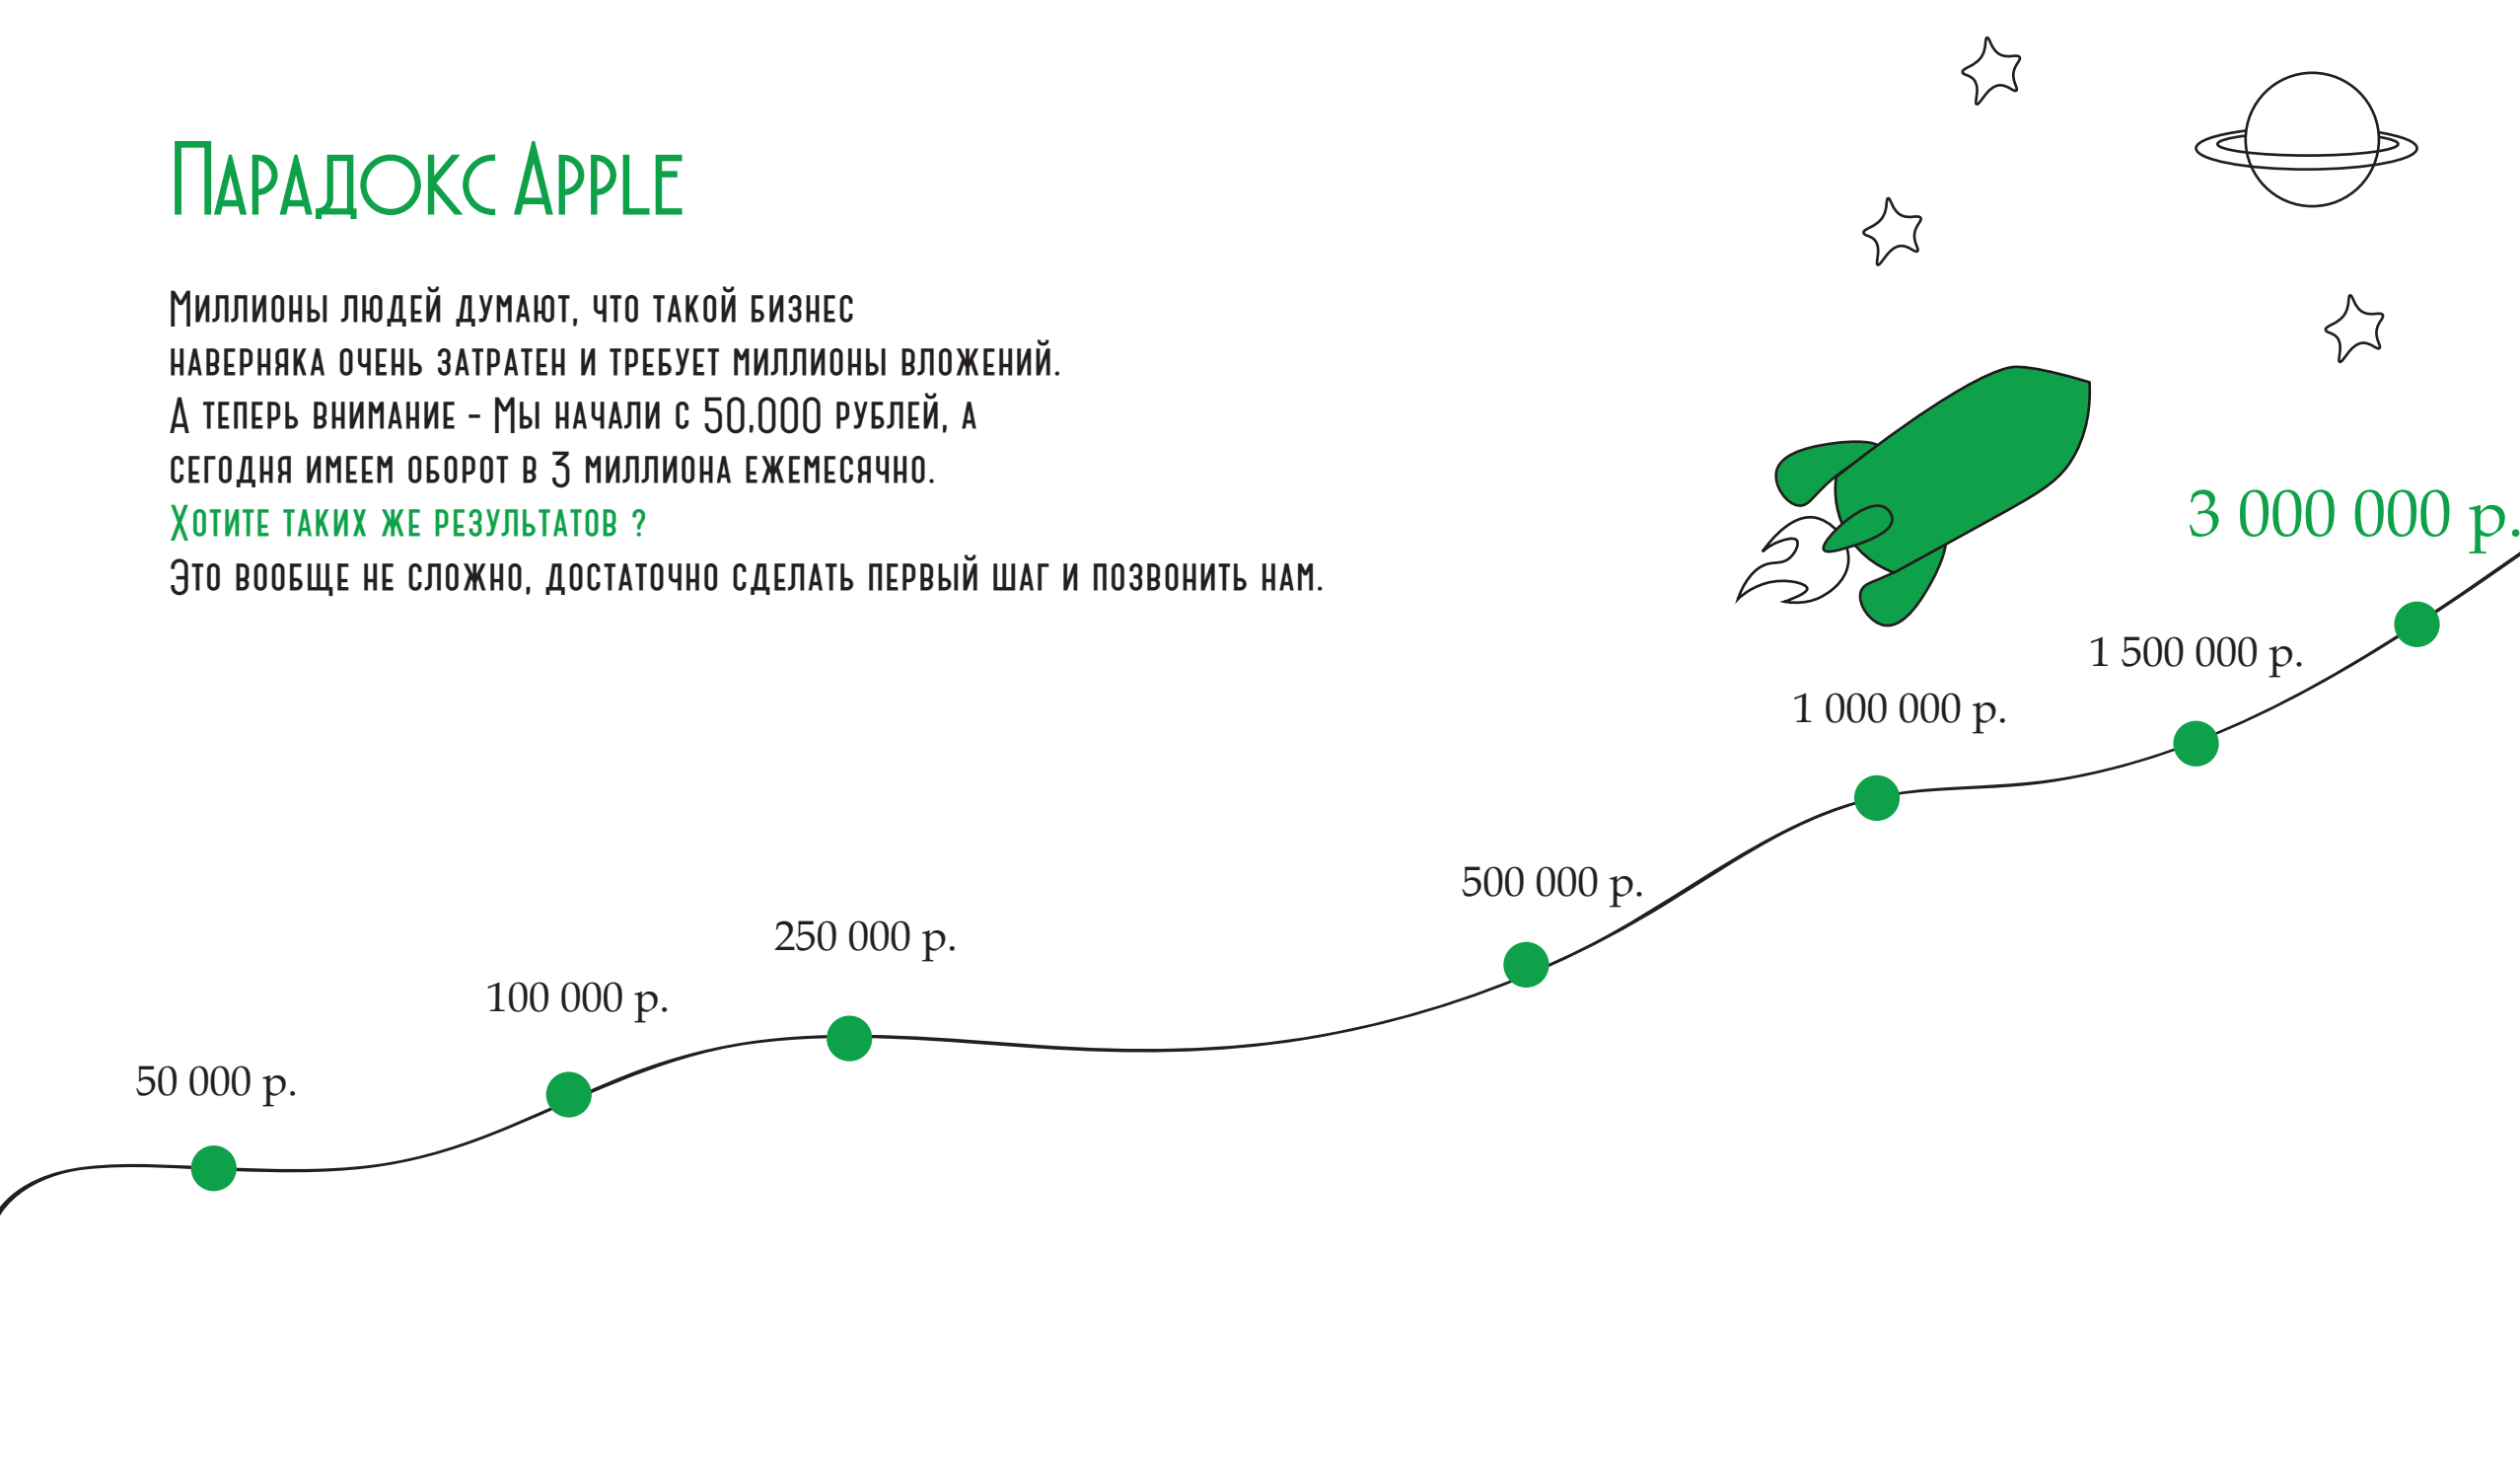 Парадокс Apple
Миллионы людей думают, что такой бизнес
наверняка очень затратен и требует миллионы вложений.
А теперь внимание - Мы начали с 50,000 рублей, а
сегодня имеем оборот в 3 миллиона ежемесячно.
Хотите таких же результатов ?
Это вообще не сложно, достаточно сделать первый шаг и позвонить нам.
3 000 000 р.
1 500 000 р.
1 000 000 р.
500 000 р.
250 000 р.
100 000 р.
50 000 р.